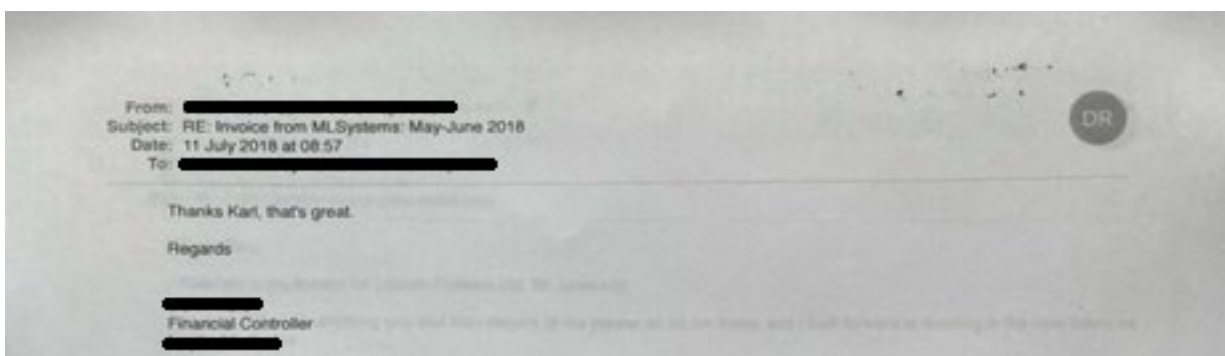 From:
Subject: RE: Invoice from MLSystems: May-June 2018
Date: 11 July 2018 at 08:57
To:
DR
Thanks Karl, that's great.
Regards
Financial Controller